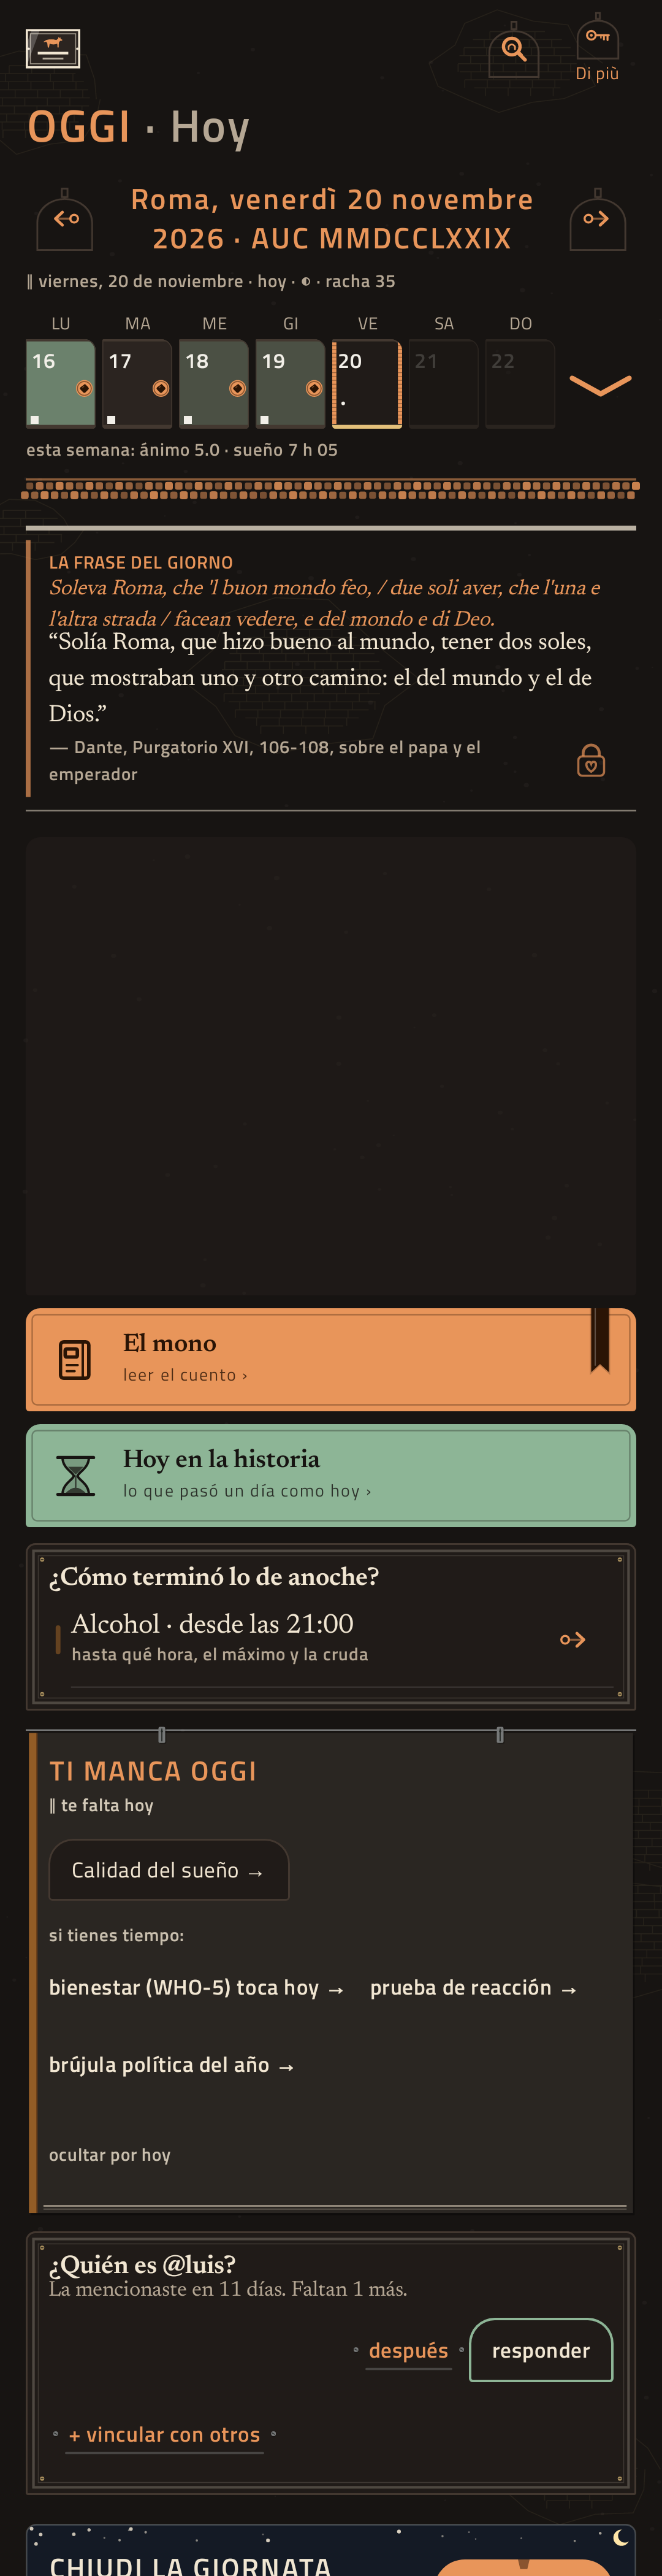 Di più
OGGI · Hoy
Roma, venerdì 20 novembre
2026 · AUC MMDCCLXXIX
viernes, 20 de noviembre · hoy · ◐ · racha 35
LU MA ME GI VE SA DO
16 17 18 19 20 21 22
esta semana: ánimo 5.0 · sueño 7 h 05
LA FRASE DEL GIORNO
Soleva Roma, che 'l buon mondo feo, / due soli aver, che l'una e
l'altra strada / facean vedere, e del mondo e di Deo.
“Solía Roma, que hizo bueno al mundo, tener dos soles,
que mostraban uno y otro camino: el del mundo y el de
Dios.”
— Dante, Purgatorio XVI, 106-108, sobre el papa y el
emperador
El mono
leer el cuento ›
Hoy en la historia
lo que pasó un día como hoy ›
¿Cómo terminó lo de anoche?
Alcohol · desde las 21:00
hasta qué hora, el máximo y la cruda
TI MANCA OGGI
te falta hoy
Calidad del sueño →
si tienes tiempo:
bienestar (WHO-5) toca hoy → prueba de reacción →
brújula política del año →
ocultar por hoy
¿Quién es @luis?
La mencionaste en 11 días. Faltan 1 más.
después responder
+ vincular con otros
CHIUDI LA GIORNATA